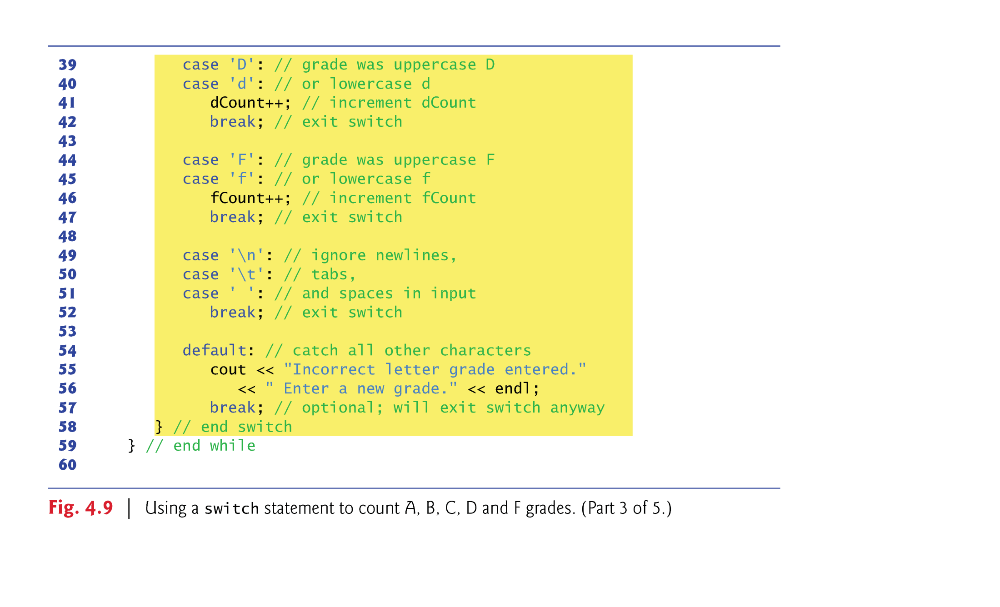 39 case 'D': // grade was uppercase D
40 case 'd': // or lowercase d
41 dCount++; // increment dCount
42 break; // exit switch
43
44 case 'F': // grade was uppercase F
45 case 'f': // or lowercase f
46 fCount++; // increment fCount
47 break; // exit switch
48
49 case '\n': // ignore newlines,
50 case '\t': // tabs,
51 case ' ': // and spaces in input
52 break; // exit switch
53
54 default: // catch all other characters
55 cout << "Incorrect letter grade entered."
56 << " Enter a new grade." << endl;
57 break; // optional; will exit switch anyway
58 } // end switch
59 } // end while
60
Fig. 4.9 | Using a switch statement to count A, B, C, D and F grades. (Part 3 of 5.)